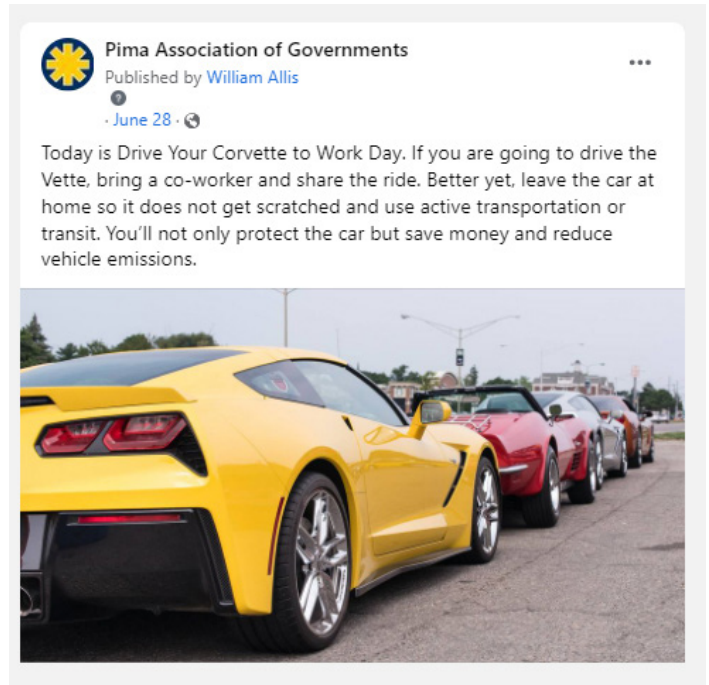 Pima Association of Governments
Published by William Allis
?
· June 28 ·
Today is Drive Your Corvette to Work Day. If you are going to drive the
Vette, bring a co-worker and share the ride. Better yet, leave the car at
home so it does not get scratched and use active transportation or
transit. You'll not only protect the car but save money and reduce
vehicle emissions.